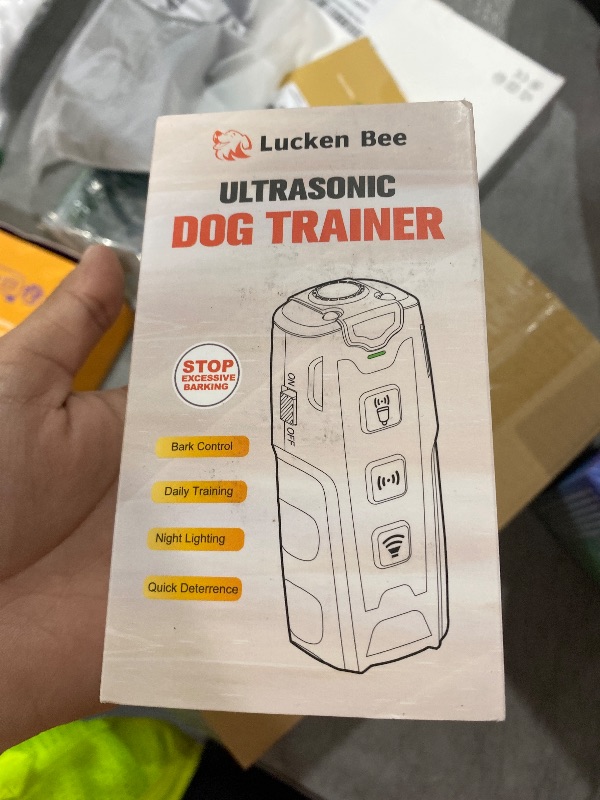 Lucken Bee
ULTRASONIC
DOG TRAINER
STOP
EXCESSIVE
BARKING
ON
OFF
Bark Control
Daily Training
Night Lighting
Quick Deterrence